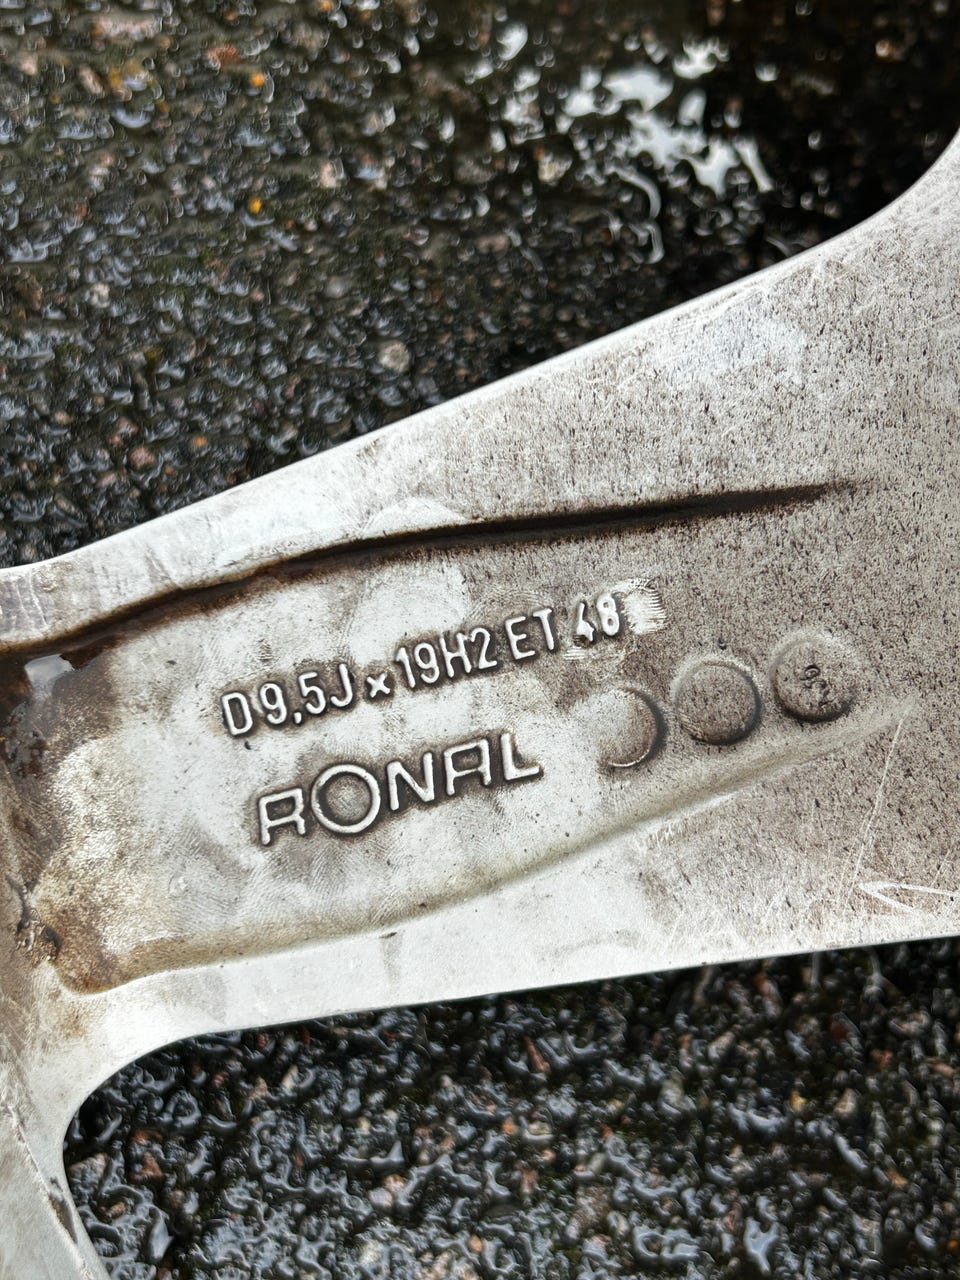 D 9,5J x 19H2 ET 48
RONAL